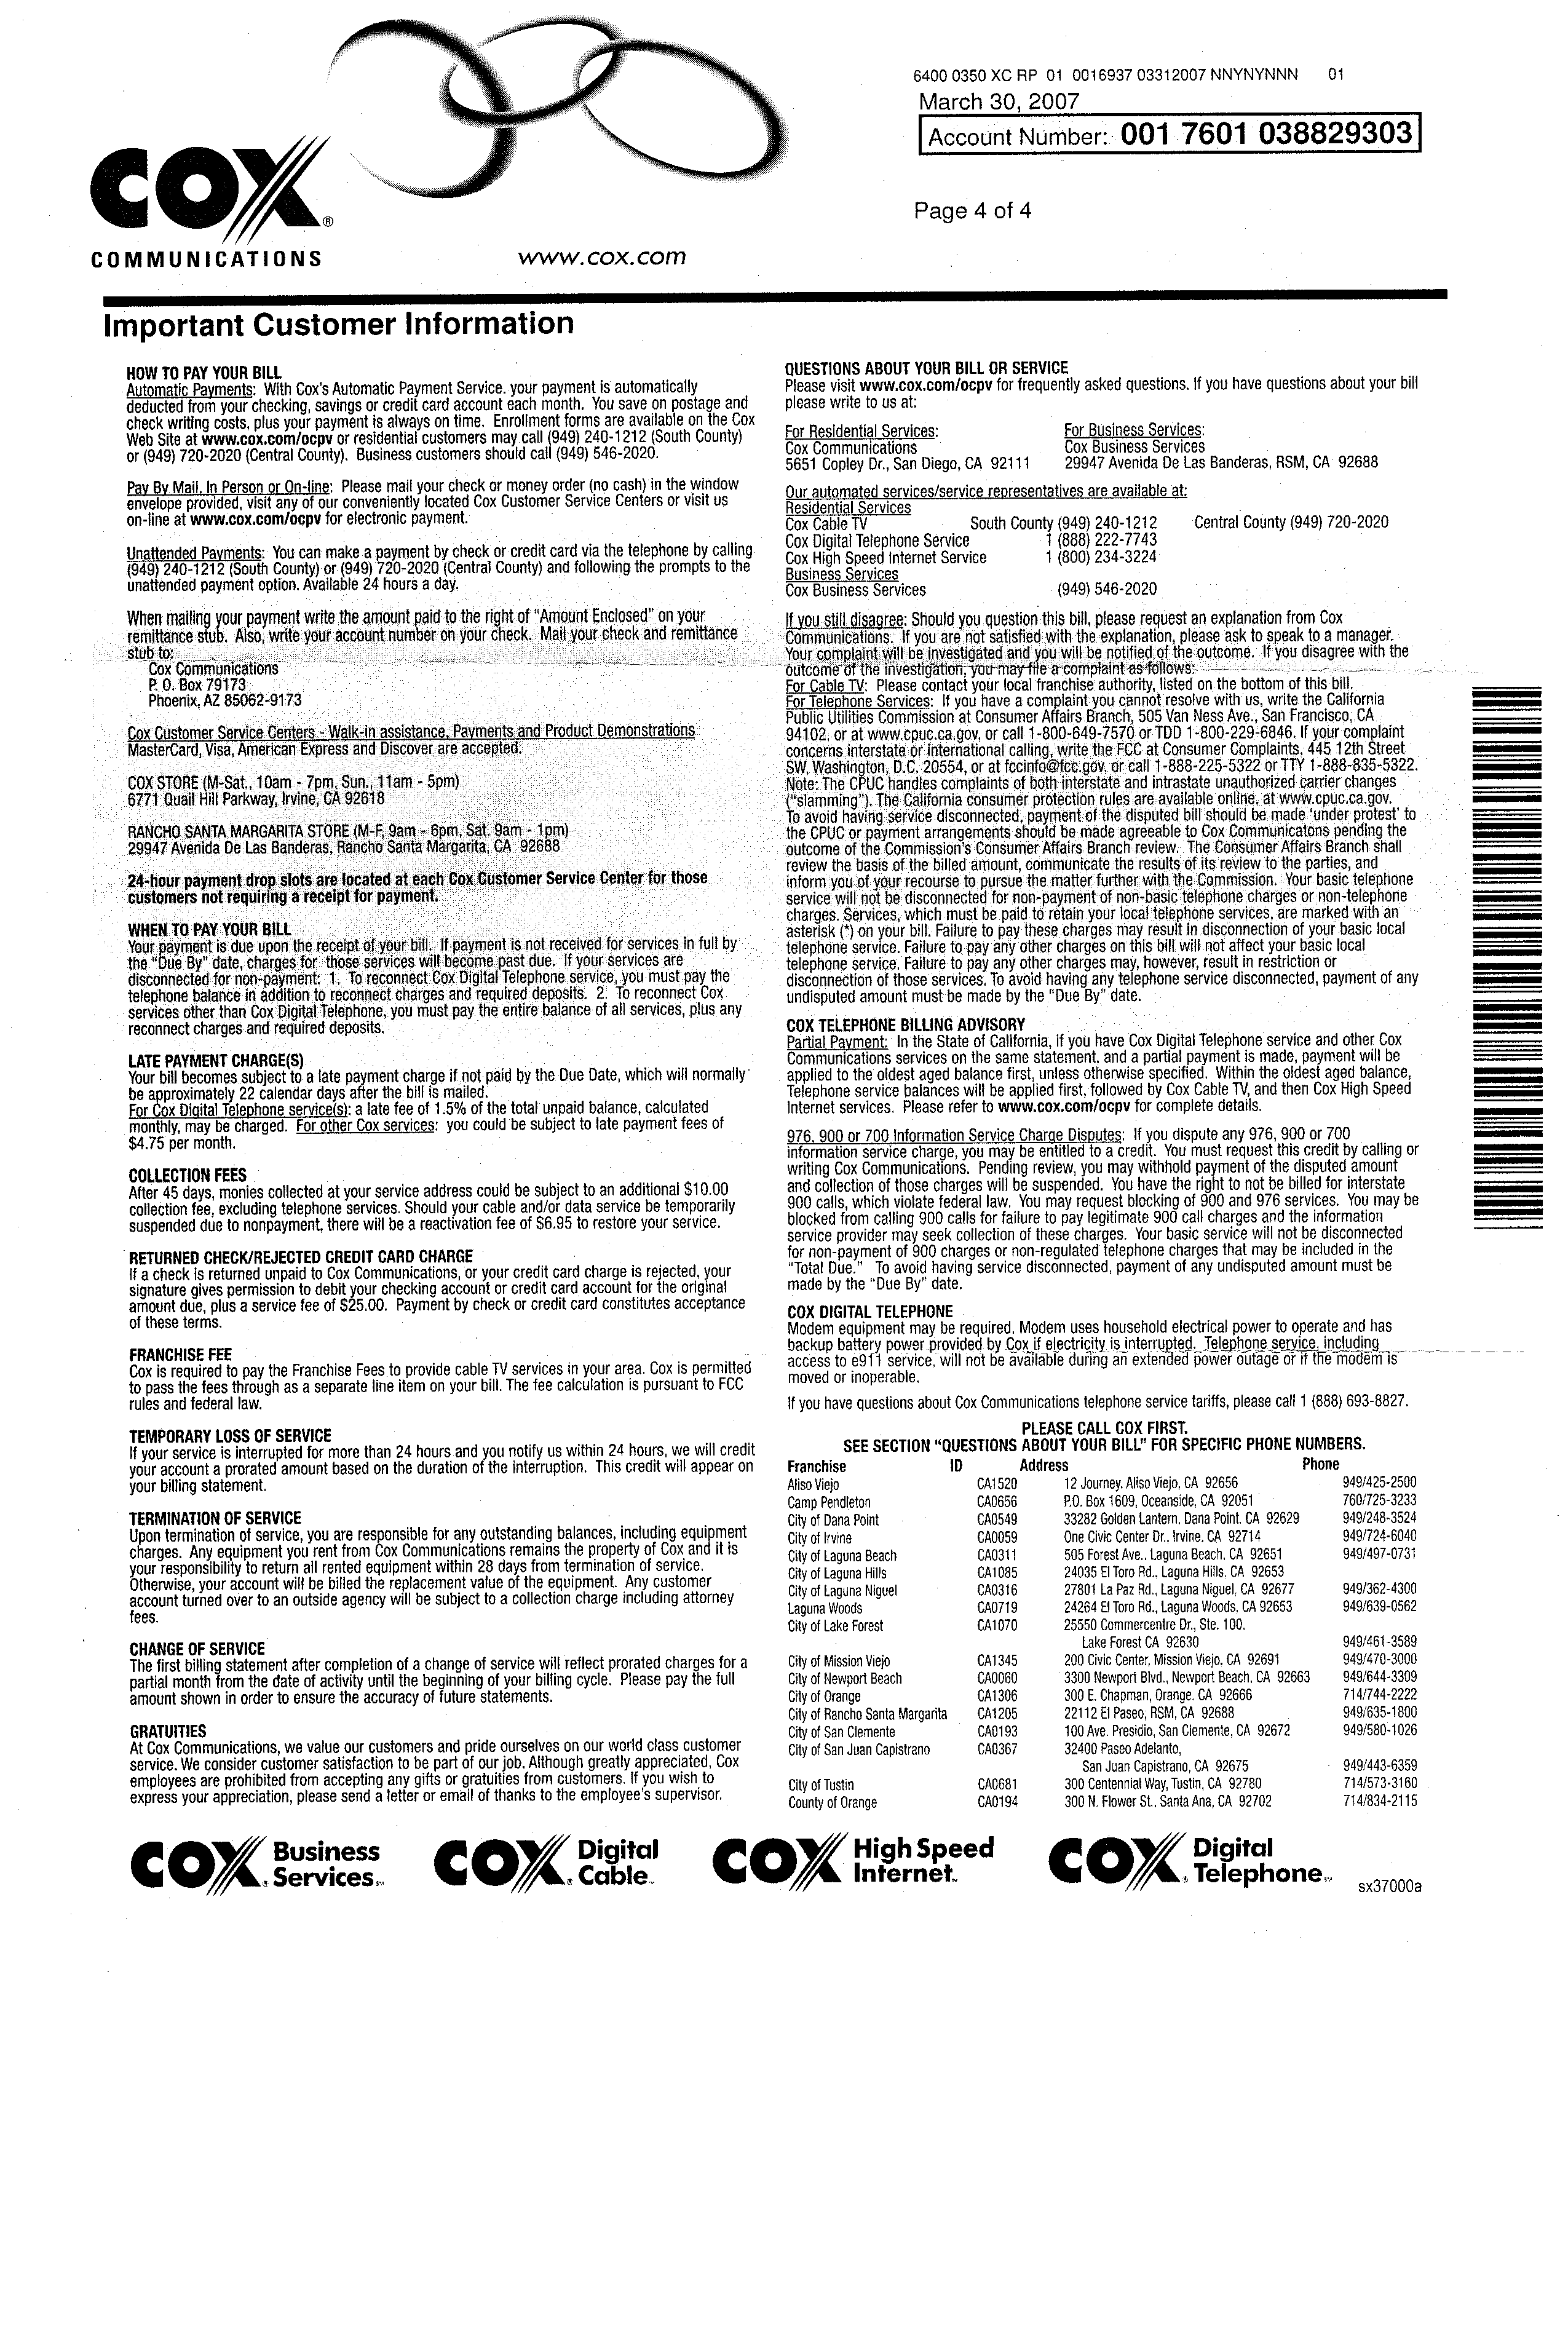 6400 0350 XC RP 01 0016937 03312007 NNYNYNNN 01
March 30, 2007
Account Number: 001 7601 038829303
Page 4 of 4
COX®
COMMUNICATIONS
www.cox.com
Important Customer Information
HOW TO PAY YOUR BILL
Automatic Payments: With Cox's Automatic Payment Service, your payment is automatically
deducted from your checking, savings or credit card account each month. You save on postage and
check writing costs, plus your payment is always on time. Enrollment forms are available on the Cox
Web Site at www.cox.com/ocpv or residential customers may call (949) 240-1212 (South County)
or (949) 720-2020 (Central County). Business customers should call (949) 546-2020.
Pay By Mail, In Person or On-line: Please mail your check or money order (no cash) in the window
envelope provided, visit any of our conveniently located Cox Customer Service Centers or visit us
on-line at www.cox.com/ocpv for electronic payment.
Unattended Payments: You can make a payment by check or credit card via the telephone by calling
(949) 240-1212 (South County) or (949) 720-2020 (Central County) and following the prompts to the
unattended payment option. Available 24 hours a day.
When mailing your payment write the amount paid to the right of "Amount Enclosed" on your
remittance stub. Also, write your account number on your check. Mail your check and remittance
stub to:
Cox Communications
P. O. Box 79173
Phoenix, AZ 85062-9173
Cox Customer Service Centers - Walk-in assistance, Payments and Product Demonstrations
MasterCard, Visa, American Express and Discover are accepted.
COX STORE (M-Sat., 10am - 7pm, Sun., 11am - 5pm)
6771 Quail Hill Parkway, Irvine, CA 92618
RANCHO SANTA MARGARITA STORE (M-F, 9am - 6pm, Sat. 9am - 1pm)
29947 Avenida De Las Banderas, Rancho Santa Margarita, CA 92688
24-hour payment drop slots are located at each Cox Customer Service Center for those
customers not requiring a receipt for payment.
WHEN TO PAY YOUR BILL
Your payment is due upon the receipt of your bill. If payment is not received for services in full by
the "Due By" date, charges for those services will become past due. If your services are
disconnected for non-payment: 1. To reconnect Cox Digital Telephone service, you must pay the
telephone balance in addition to reconnect charges and required deposits. 2. To reconnect Cox
services other than Cox Digital Telephone, you must pay the entire balance of all services, plus any
reconnect charges and required deposits.
LATE PAYMENT CHARGE(S)
Your bill becomes subject to a late payment charge if not paid by the Due Date, which will normally
be approximately 22 calendar days after the bill is mailed.
For Cox Digital Telephone service(s): a late fee of 1.5% of the total unpaid balance, calculated
monthly, may be charged. For other Cox services: you could be subject to late payment fees of
$4.75 per month.
COLLECTION FEES
After 45 days, monies collected at your service address could be subject to an additional $10.00
collection fee, excluding telephone services. Should your cable and/or data service be temporarily
suspended due to nonpayment, there will be a reactivation fee of $6.95 to restore your service.
RETURNED CHECK/REJECTED CREDIT CARD CHARGE
If a check is returned unpaid to Cox Communications, or your credit card charge is rejected, your
signature gives permission to debit your checking account or credit card account for the original
amount due, plus a service fee of $25.00. Payment by check or credit card constitutes acceptance
of these terms.
FRANCHISE FEE
Cox is required to pay the Franchise Fees to provide cable TV services in your area. Cox is permitted
to pass the fees through as a separate line item on your bill. The fee calculation is pursuant to FCC
rules and federal law.
TEMPORARY LOSS OF SERVICE
If your service is interrupted for more than 24 hours and you notify us within 24 hours, we will credit
your account a prorated amount based on the duration of the interruption. This credit will appear on
your billing statement.
TERMINATION OF SERVICE
Upon termination of service, you are responsible for any outstanding balances, including equipment
charges. Any equipment you rent from Cox Communications remains the property of Cox and it is
your responsibility to return all rented equipment within 28 days from termination of service.
Otherwise, your account will be billed the replacement value of the equipment. Any customer
account turned over to an outside agency will be subject to a collection charge including attorney
fees.
CHANGE OF SERVICE
The first billing statement after completion of a change of service will reflect prorated charges for a
partial month from the date of activity until the beginning of your billing cycle. Please pay the full
amount shown in order to ensure the accuracy of future statements.
GRATUITIES
At Cox Communications, we value our customers and pride ourselves on our world class customer
service. We consider customer satisfaction to be part of our job. Although greatly appreciated, Cox
employees are prohibited from accepting any gifts or gratuities from customers. If you wish to
express your appreciation, please send a letter or email of thanks to the employee's supervisor.
QUESTIONS ABOUT YOUR BILL OR SERVICE
Please visit www.cox.com/ocpv for frequently asked questions. If you have questions about your bill
please write to us at:
For Residential Services: For Business Services:
Cox Communications Cox Business Services
5651 Copley Dr., San Diego, CA 92111 29947 Avenida De Las Banderas, RSM, CA 92688
Our automated services/service representatives are available at:
Residential Services
Cox Cable TV South County (949) 240-1212 Central County (949) 720-2020
Cox Digital Telephone Service 1 (888) 222-7743
Cox High Speed Internet Service 1 (800) 234-3224
Business Services
Cox Business Services (949) 546-2020
If you still disagree: Should you question this bill, please request an explanation from Cox
Communications. If you are not satisfied with the explanation, please ask to speak to a manager.
Your complaint will be investigated and you will be notified of the outcome. If you disagree with the
outcome of the investigation, you may file a complaint as follows:
For Cable TV: Please contact your local franchise authority, listed on the bottom of this bill.
For Telephone Services: If you have a complaint you cannot resolve with us, write the California
Public Utilities Commission at Consumer Affairs Branch, 505 Van Ness Ave., San Francisco, CA
94102, or at www.cpuc.ca.gov, or call 1-800-649-7570 or TDD 1-800-229-6846. If your complaint
concerns interstate or international calling, write the FCC at Consumer Complaints, 445 12th Street
SW, Washington, D.C. 20554, or at fccinfo@fcc.gov, or call 1-888-225-5322 or TTY 1-888-835-5322.
Note: The CPUC handles complaints of both interstate and intrastate unauthorized carrier changes
("slamming"). The California consumer protection rules are available online, at www.cpuc.ca.gov.
To avoid having service disconnected, payment of the disputed bill should be made 'under protest' to
the CPUC or payment arrangements should be made agreeable to Cox Communicatons pending the
outcome of the Commission's Consumer Affairs Branch review. The Consumer Affairs Branch shall
review the basis of the billed amount, communicate the results of its review to the parties, and
inform you of your recourse to pursue the matter further with the Commission. Your basic telephone
service will not be disconnected for non-payment of non-basic telephone charges or non-telephone
charges. Services, which must be paid to retain your local telephone services, are marked with an
asterisk (*) on your bill. Failure to pay these charges may result in disconnection of your basic local
telephone service. Failure to pay any other charges on this bill will not affect your basic local
telephone service. Failure to pay any other charges may, however, result in restriction or
disconnection of those services. To avoid having any telephone service disconnected, payment of any
undisputed amount must be made by the "Due By" date.
COX TELEPHONE BILLING ADVISORY
Partial Payment: In the State of California, if you have Cox Digital Telephone service and other Cox
Communications services on the same statement, and a partial payment is made, payment will be
applied to the oldest aged balance first, unless otherwise specified. Within the oldest aged balance,
Telephone service balances will be applied first, followed by Cox Cable TV, and then Cox High Speed
Internet services. Please refer to www.cox.com/ocpv for complete details.
976, 900 or 700 Information Service Charge Disputes: If you dispute any 976, 900 or 700
information service charge, you may be entitled to a credit. You must request this credit by calling or
writing Cox Communications. Pending review, you may withhold payment of the disputed amount
and collection of those charges will be suspended. You have the right to not be billed for interstate
900 calls, which violate federal law. You may request blocking of 900 and 976 services. You may be
blocked from calling 900 calls for failure to pay legitimate 900 call charges and the information
service provider may seek collection of these charges. Your basic service will not be disconnected
for non-payment of 900 charges or non-regulated telephone charges that may be included in the
"Total Due." To avoid having service disconnected, payment of any undisputed amount must be
made by the "Due By" date.
COX DIGITAL TELEPHONE
Modem equipment may be required. Modem uses household electrical power to operate and has
backup battery power provided by Cox if electricity is interrupted. Telephone service, including
access to e911 service, will not be available during an extended power outage or if the modem is
moved or inoperable.
If you have questions about Cox Communications telephone service tariffs, please call 1 (888) 693-8827.
PLEASE CALL COX FIRST.
SEE SECTION "QUESTIONS ABOUT YOUR BILL" FOR SPECIFIC PHONE NUMBERS.
Franchise ID Address Phone
Aliso Viejo CA1520 12 Journey, Aliso Viejo, CA 92656 949/425-2500
Camp Pendleton CA0656 P.O. Box 1609, Oceanside, CA 92051 760/725-3233
City of Dana Point CA0549 33282 Golden Lantern, Dana Point, CA 92629 949/248-3524
City of Irvine CA0059 One Civic Center Dr., Irvine, CA 92714 949/724-6040
City of Laguna Beach CA0311 505 Forest Ave., Laguna Beach, CA 92651 949/497-0731
City of Laguna Hills CA1085 24035 El Toro Rd., Laguna Hills, CA 92653
City of Laguna Niguel CA0316 27801 La Paz Rd., Laguna Niguel, CA 92677 949/362-4300
Laguna Woods CA0719 24264 El Toro Rd., Laguna Woods, CA 92653 949/639-0562
City of Lake Forest CA1070 25550 Commercentre Dr., Ste. 100,
Lake Forest CA 92630 949/461-3589
City of Mission Viejo CA1345 200 Civic Center, Mission Viejo, CA 92691 949/470-3000
City of Newport Beach CA0060 3300 Newport Blvd., Newport Beach, CA 92663 949/644-3309
City of Orange CA1306 300 E. Chapman, Orange, CA 92666 714/744-2222
City of Rancho Santa Margarita CA1205 22112 El Paseo, RSM, CA 92688 949/635-1800
City of San Clemente CA0193 100 Ave. Presidio, San Clemente, CA 92672 949/580-1026
City of San Juan Capistrano CA0367 32400 Paseo Adelanto,
San Juan Capistrano, CA 92675 949/443-6359
City of Tustin CA0681 300 Centennial Way, Tustin, CA 92780 714/573-3160
County of Orange CA0194 300 N. Flower St., Santa Ana, CA 92702 714/834-2115
COX Business Services
COX Digital Cable
COX High Speed Internet
COX Digital Telephone
sx37000a